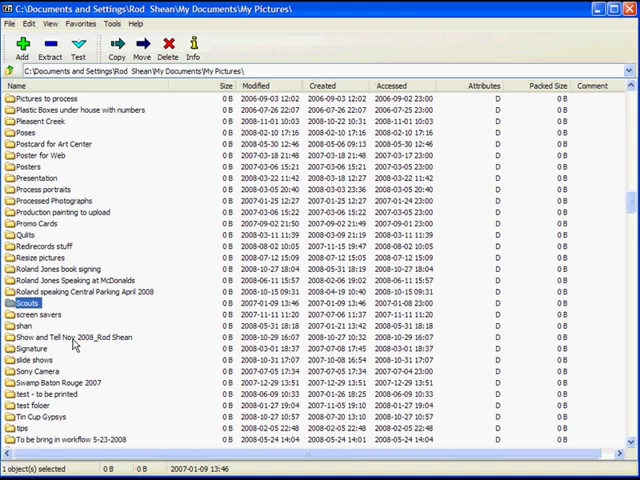 C:\Documents and Settings\Rod Shean\My Documents\My Pictures\
File Edit View Favorites Tools Help
Add Extract Test Copy Move Delete Info
C:\Documents and Settings\Rod Shean\My Documents\My Pictures\
Name Size Modified Created Accessed Attributes Packed Size Comment
Pictures to process 0 B 2006-09-03 12:02 2006-09-03 12:02 2006-09-02 23:00 D 0 B
Plastic Boxes under house with numbers 0 B 2007-07-26 22:07 2007-07-26 22:07 2007-07-25 23:00 D 0 B
Pleasent Creek 0 B 2008-11-01 10:03 2008-10-22 10:31 2008-11-01 10:03 D 0 B
Poses 0 B 2008-02-10 17:16 2008-02-10 17:16 2008-02-10 17:16 D 0 B
Postcard for Art Center 0 B 2008-05-30 12:46 2008-05-06 09:13 2008-05-30 12:46 D 0 B
Poster for Web 0 B 2007-03-18 21:48 2007-03-18 21:48 2007-03-17 23:00 D 0 B
Posters 0 B 2007-03-06 15:21 2007-03-06 15:21 2007-03-05 23:00 D 0 B
Presentation 0 B 2008-03-22 11:42 2008-03-18 12:27 2008-03-22 11:42 D 0 B
Process portraits 0 B 2008-03-05 20:40 2008-03-03 23:36 2008-03-05 20:40 D 0 B
Processed Photographs 0 B 2007-01-25 12:27 2007-01-25 12:27 2007-01-24 23:00 D 0 B
Production painting to upload 0 B 2007-03-06 15:22 2007-03-06 15:22 2007-03-05 23:00 D 0 B
Promo Cards 0 B 2007-09-02 21:50 2007-09-02 21:49 2007-09-01 23:00 D 0 B
Qulits 0 B 2008-03-11 11:39 2008-03-09 21:19 2008-03-11 11:39 D 0 B
Redirecords stuff 0 B 2008-08-02 10:05 2007-11-15 19:47 2008-08-02 10:05 D 0 B
Resize pictures 0 B 2008-05-31 18:18 2008-05-30 12:50 2008-05-31 18:18 D 0 B
Roland Jones book signing 0 B 2008-10-27 18:04 2008-05-31 18:19 2008-10-27 18:04 D 0 B
Roland Jones Speaking at McDonalds 0 B 2008-06-11 15:57 2008-06-02 18:16 2008-06-11 15:57 D 0 B
Roland speaking Central Parking April 2008 0 B 2008-10-31 09:58 2008-04-19 10:40 2008-10-31 09:58 D 0 B
Scouts 0 B 2007-01-09 13:46 2007-01-09 13:46 2007-01-08 23:00 D 0 B
screen savers 0 B 2007-11-11 11:20 2007-07-06 11:37 2007-11-11 11:20 D 0 B
shan 0 B 2008-05-31 18:18 2007-01-21 13:42 2008-05-31 18:18 D 0 B
Show and Tell Nov 2008_Rod Shean 0 B 2008-10-29 16:07 2008-10-27 10:32 2008-10-29 16:07 D 0 B
Signature 0 B 2008-03-01 18:37 2007-07-08 17:45 2008-03-01 18:37 D 0 B
slide shows 0 B 2008-10-31 17:07 2007-10-08 16:54 2008-10-31 17:07 D 0 B
Sony Camera 0 B 2007-07-05 17:34 2007-07-05 17:34 2007-07-04 23:00 D 0 B
Swamp Baton Rouge 2007 0 B 2007-12-29 13:51 2007-12-29 13:51 2007-12-29 13:51 D 0 B
test - to be printed 0 B 2008-06-09 10:33 2007-01-26 18:25 2008-06-09 10:33 D 0 B
test foloer 0 B 2008-01-27 19:04 2007-11-05 19:10 2008-01-27 19:04 D 0 B
Tin Cup Gypsys 0 B 2008-10-27 10:57 2008-07-20 13:10 2008-10-27 10:57 D 0 B
tips 0 B 2008-02-02 22:48 2008-02-02 22:48 2008-02-02 22:48 D 0 B
To be bring in workflow 5-23-2008 0 B 2008-05-24 14:04 2008-05-24 14:01 2008-05-24 14:04 D 0 B
1 object(s) selected 0 B 0 B 2007-01-09 13:46